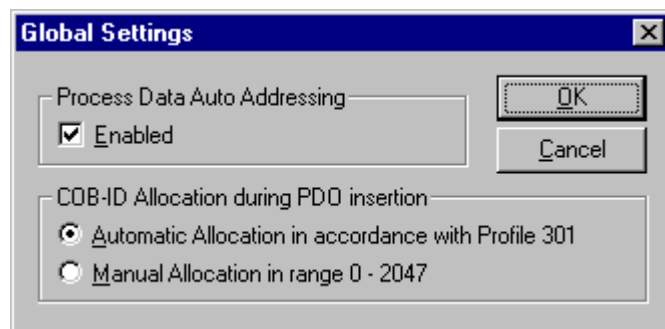 Global Settings
Process Data Auto Addressing
Enabled
OK
Cancel
COB-ID Allocation during PDO insertion
Automatic Allocation in accordance with Profile 301
Manual Allocation in range 0 - 2047